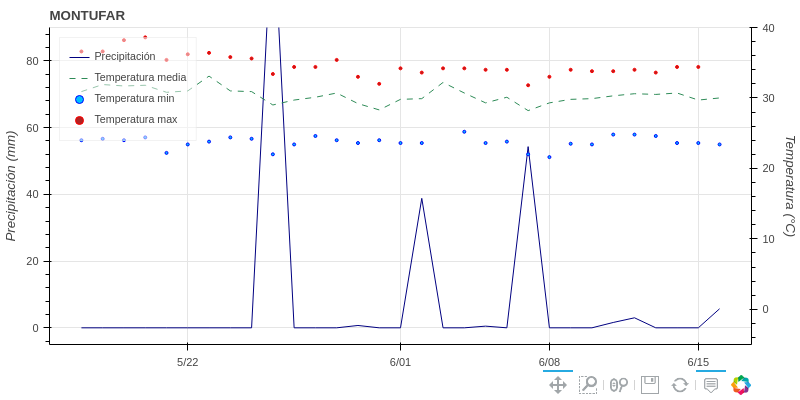 MONTUFAR
Precipitación
Temperatura media
Temperatura min
Temperatura max
Precipitación (mm)
80
60
40
20
0
Temperatura (°C)
40
30
20
10
0
5/22
6/01
6/08
6/15